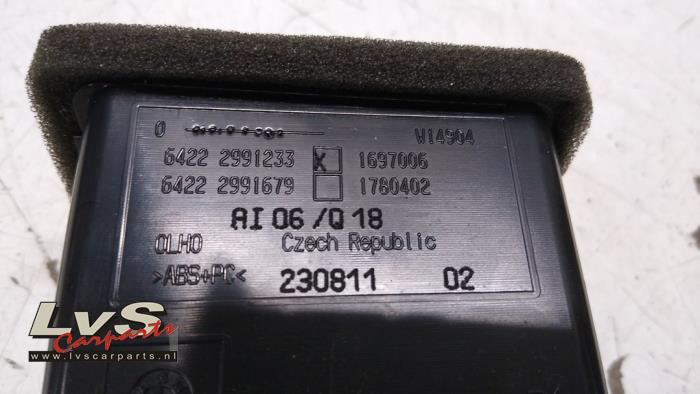 0 W14904
6422 2991233 X 1697006
6422 2991679 1760402
AI 06 /Q 18
OLHO Czech Republic
>ABS+PC< 230811 02
LvS
Carparts
www.lvscarparts.nl